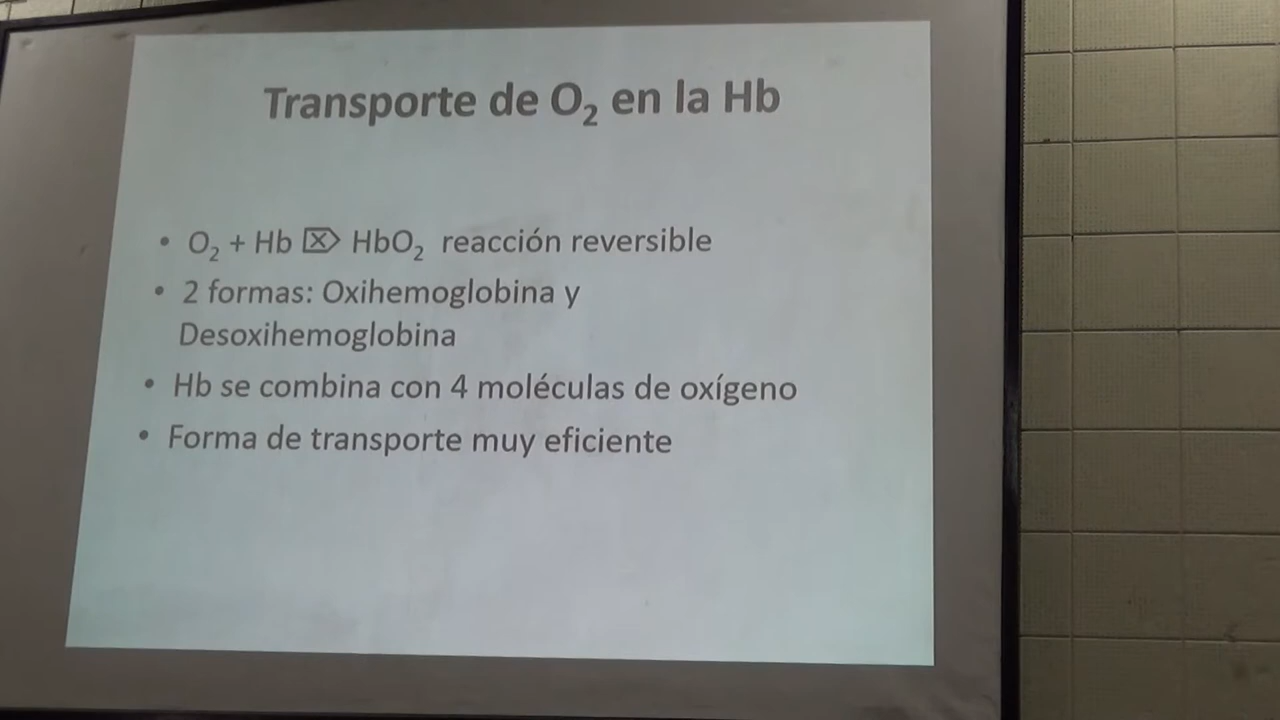 Transporte de O₂ en la Hb
• O₂ + Hb ⌦ HbO₂ reacción reversible
• 2 formas: Oxihemoglobina y
Desoxihemoglobina
• Hb se combina con 4 moléculas de oxígeno
• Forma de transporte muy eficiente